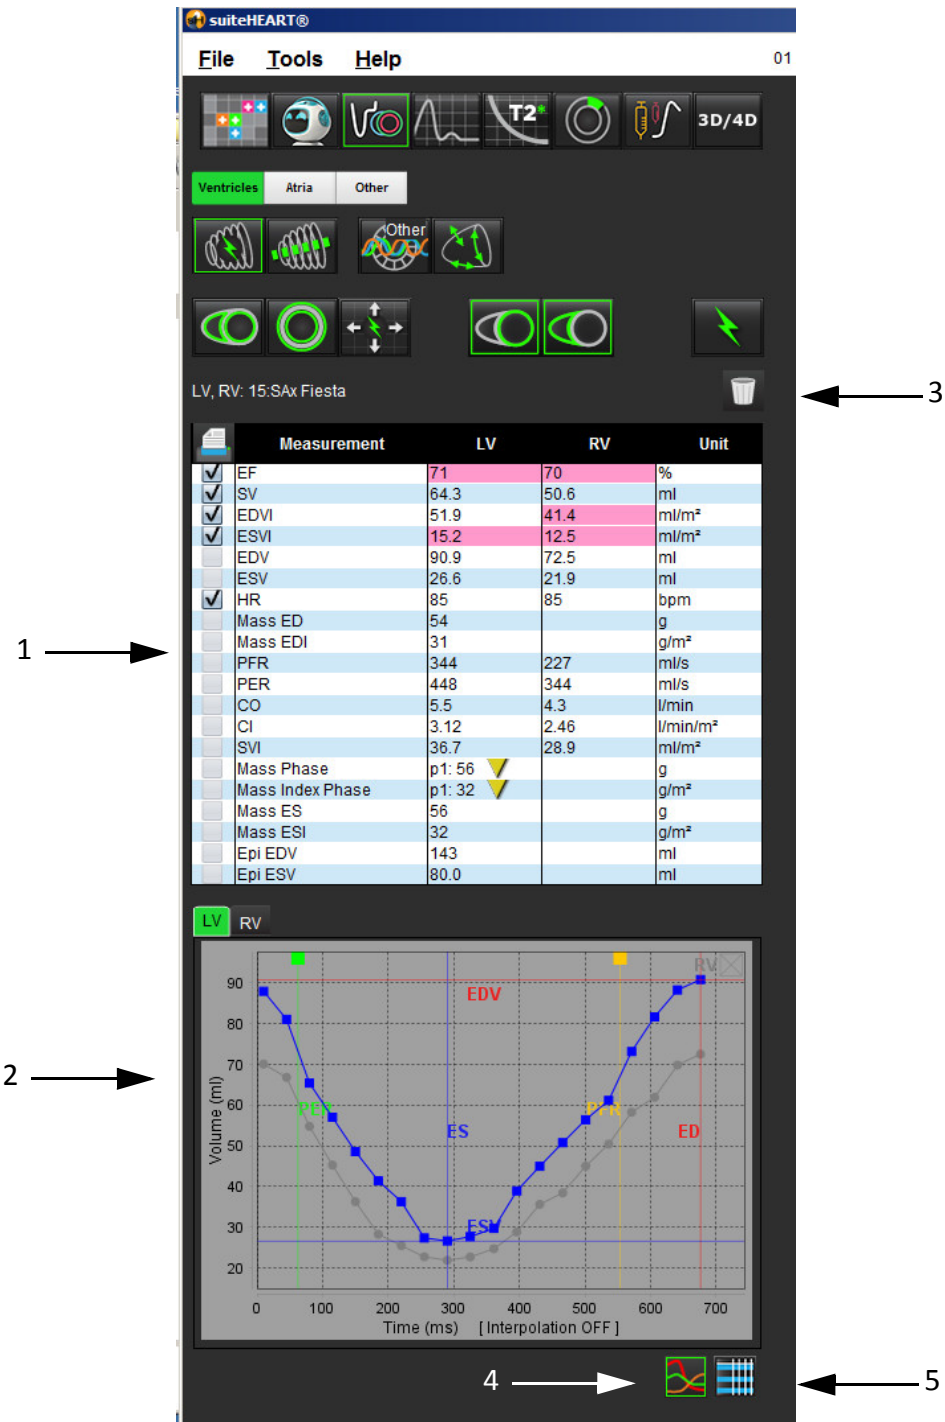 suiteHEART®
File Tools Help 01
T2* 3D/4D
Ventricles Atria Other
Other
LV, RV: 15:SAx Fiesta
3
Measurement LV RV Unit
EF 71 70 %
SV 64.3 50.6 ml
EDVI 51.9 41.4 ml/m²
ESVI 15.2 12.5 ml/m²
EDV 90.9 72.5 ml
ESV 26.6 21.9 ml
HR 85 85 bpm
Mass ED 54 g
1
Mass EDI 31 g/m²
PFR 344 227 ml/s
PER 448 344 ml/s
CO 5.5 4.3 l/min
CI 3.12 2.46 l/min/m²
SVI 36.7 28.9 ml/m²
Mass Phase p1: 56 g
Mass Index Phase p1: 32 g/m²
Mass ES 56 g
Mass ESI 32 g/m²
Epi EDV 143 ml
Epi ESV 80.0 ml
LV RV
RV
EDV
90
80
70
2
60
50
40
30
20
Volume (ml)
PER
PFR
ES
ED
ESV
0 100 200 300 400 500 600 700
Time (ms) [ Interpolation OFF ]
4
5